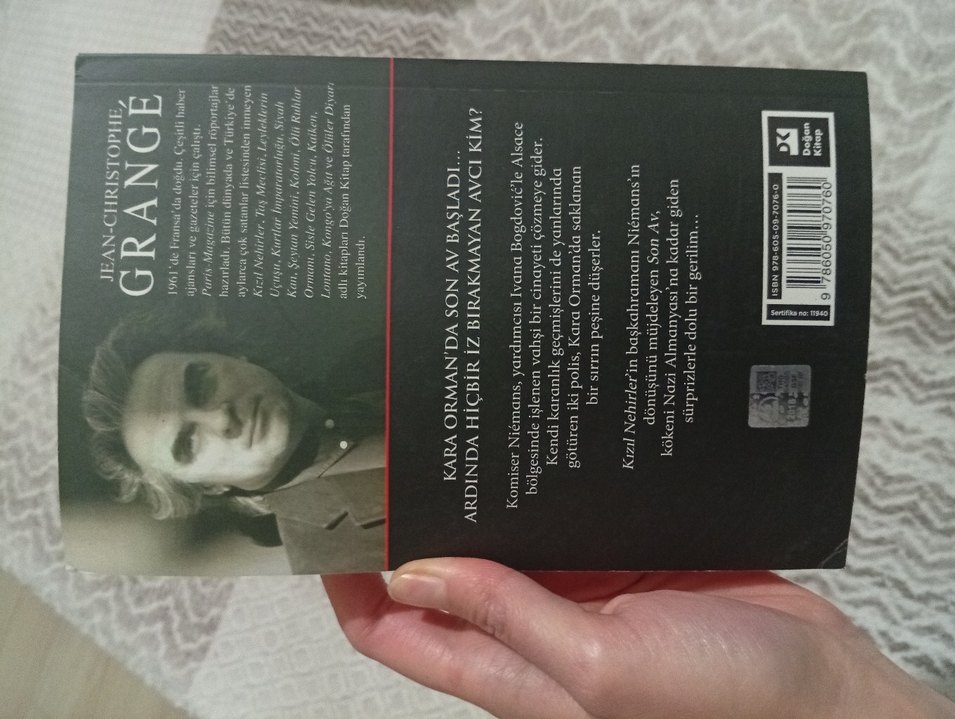 JEAN-CHRISTOPHE
GRANGÉ
1961'de Fransa'da doğdu. Çeşitli haber
ajansları ve gazeteler için çalıştı.
Paris-Magazine için bilimsel röportajlar
hazırladı. Bütün dünyada ve Türkiye'de
aylarca çok satanlar listesinden inmeyen
Kızıl Nehirler, Taş Meclisi, Leyleklerin
Uçuşu, Kurtlar İmparatorluğu, Siyah
Kan, Şeytan Yemini, Koloni, Ölü Ruhlar
Ormanı, Sisle Gelen Yolcu, Kaiken,
Lontano, Kongo'ya Ağıt ve Ölüler Diyarı
adlı kitapları Doğan Kitap tarafından
yayımlandı.
KARA ORMAN'DA SON AV BAŞLADI...
ARDINDA HİÇBİR İZ BIRAKMAYAN AVCI KİM?
Komiser Niémans, yardımcısı Ivana Bogdović'le Alsace
bölgesinde işlenen vahşi bir cinayeti çözmeye gider.
Kendi karanlık geçmişlerini de yanlarında
götüren iki polis, Kara Orman'da saklanan
bir sırrın peşine düşerler.
Kızıl Nehirler'in başkahramanı Niémans'ın
dönüşünü müjdeleyen Son Av,
kökeni Nazi Almanyası'na kadar giden
sürprizlerle dolu bir gerilim...
DK
Doğan
Kitap
ISBN 978-605-09-7076-0
9 786050 970760
Sertifika no: 11940